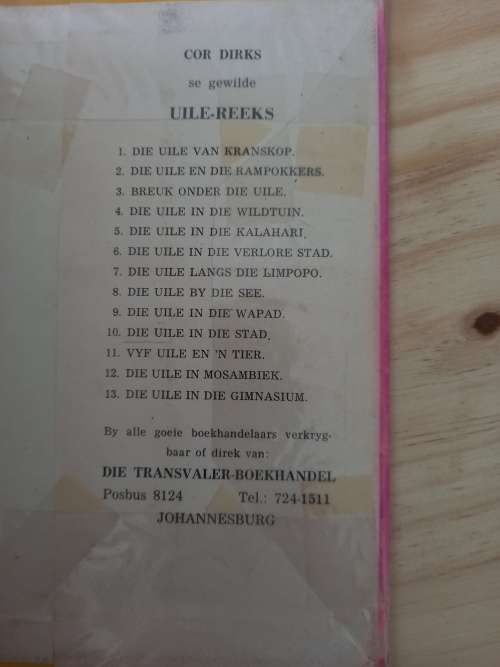 COR DIRKS
se gewilde
UILE-REEKS
1. DIE UILE VAN KRANSKOP.
2. DIE UILE EN DIE RAMPOKKERS.
3. BREUK ONDER DIE UILE.
4. DIE UILE IN DIE WILDTUIN.
5. DIE UILE IN DIE KALAHARI.
6. DIE UILE IN DIE VERLORE STAD.
7. DIE UILE LANGS DIE LIMPOPO.
8. DIE UILE BY DIE SEE.
9. DIE UILE IN DIE WAPAD.
10. DIE UILE IN DIE STAD.
11. VYF UILE EN 'N TIER.
12. DIE UILE IN MOSAMBIEK.
13. DIE UILE IN DIE GIMNASIUM.
By alle goeie boekhandelaars verkryg-
baar of direk van:
DIE TRANSVALER-BOEKHANDEL
Posbus 8124 Tel.: 724-1511
JOHANNESBURG